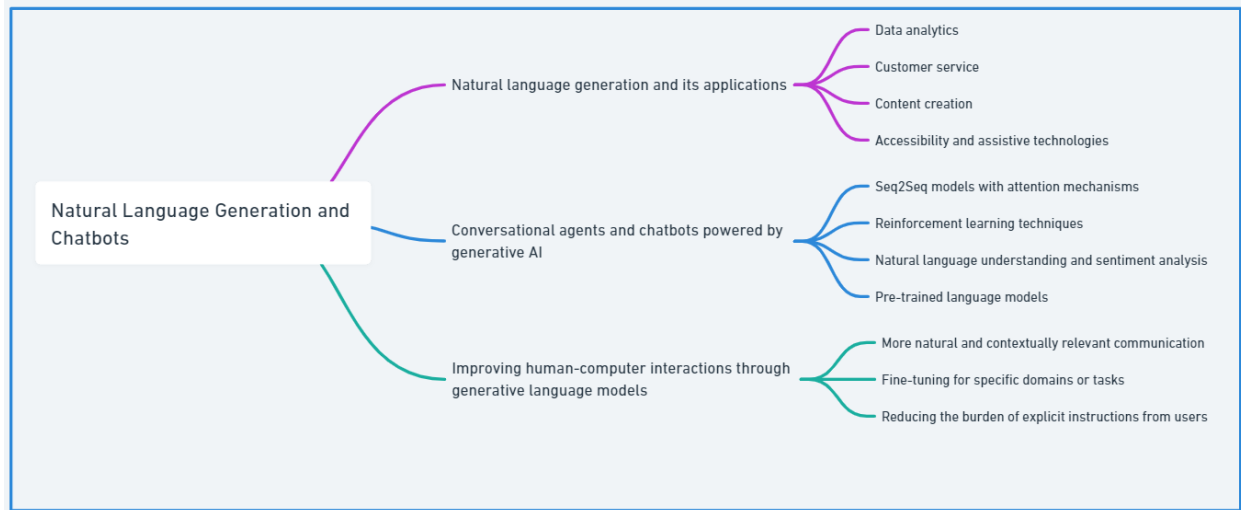 Natural Language Generation and
Chatbots
Natural language generation and its applications
Data analytics
Customer service
Content creation
Accessibility and assistive technologies
Conversational agents and chatbots powered by
generative AI
Seq2Seq models with attention mechanisms
Reinforcement learning techniques
Natural language understanding and sentiment analysis
Pre-trained language models
Improving human-computer interactions through
generative language models
More natural and contextually relevant communication
Fine-tuning for specific domains or tasks
Reducing the burden of explicit instructions from users